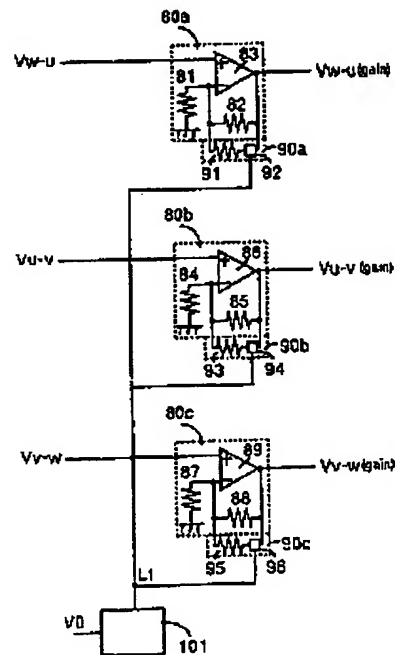 80a
83
Vw-u
81
Vw-u(gain)
82
90a
91
92
80b
86
Vu-v
84
Vu-v (gain)
85
90b
93
94
80c
89
Vv-w
87
Vv-w(gain)
88
90c
95
96
L1
V0
101